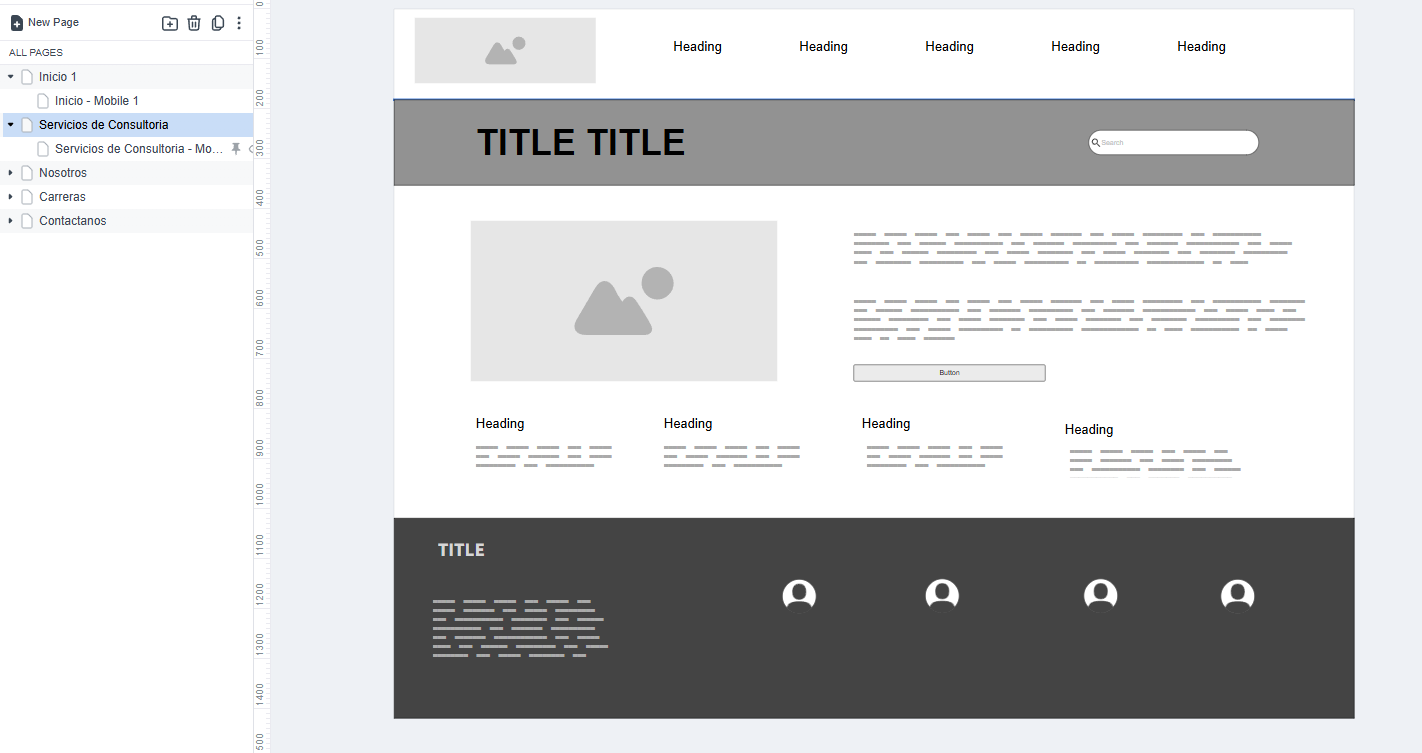 New Page
ALL PAGES
Inicio 1
Inicio - Mobile 1
Servicios de Consultoria
Servicios de Consultoria - Mo...
Nosotros
Carreras
Contactanos
0
100
200
300
400
500
600
700
800
900
1000
1100
1200
1300
1400
500
Heading Heading Heading Heading Heading
TITLE TITLE
Search
Button
Heading Heading Heading Heading
TITLE